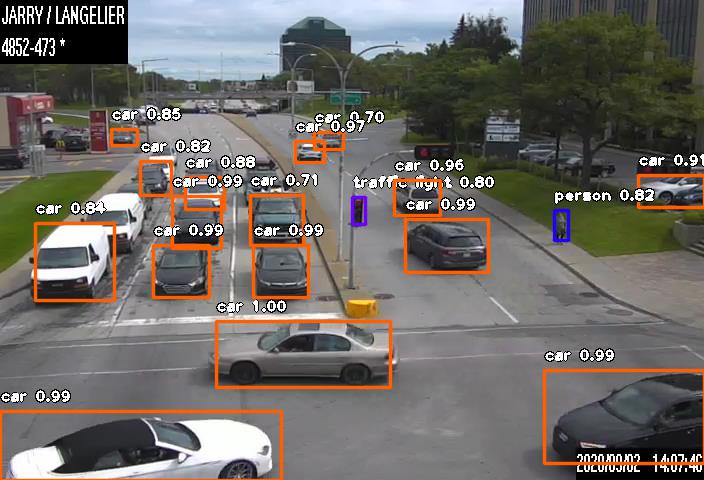 JARRY / LANGELIER
4852-473 *
car 0.85
car 0.70
car 0.97
car 0.82
car 0.88
car 0.96
car 0.91
car 0.99
car 0.71
traffic light 0.80
person 0.82
car 0.84
car 0.99
car 0.99
car 0.99
car 1.00
car 0.99
car 0.99
2020/09/02 14:07:46